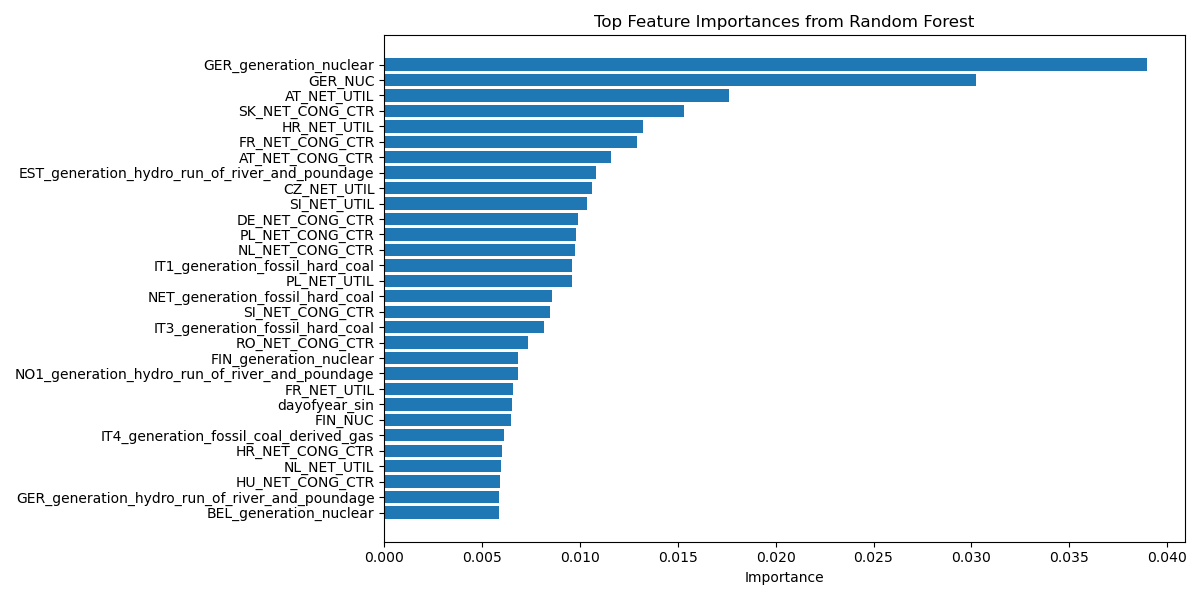 Top Feature Importances from Random Forest
GER_generation_nuclear
GER_NUC
AT_NET_UTIL
SK_NET_CONG_CTR
HR_NET_UTIL
FR_NET_CONG_CTR
AT_NET_CONG_CTR
EST_generation_hydro_run_of_river_and_poundage
CZ_NET_UTIL
SI_NET_UTIL
DE_NET_CONG_CTR
PL_NET_CONG_CTR
NL_NET_CONG_CTR
IT1_generation_fossil_hard_coal
PL_NET_UTIL
NET_generation_fossil_hard_coal
SI_NET_CONG_CTR
IT3_generation_fossil_hard_coal
RO_NET_CONG_CTR
FIN_generation_nuclear
NO1_generation_hydro_run_of_river_and_poundage
FR_NET_UTIL
dayofyear_sin
FIN_NUC
IT4_generation_fossil_coal_derived_gas
HR_NET_CONG_CTR
NL_NET_UTIL
HU_NET_CONG_CTR
GER_generation_hydro_run_of_river_and_poundage
BEL_generation_nuclear
0.000 0.005 0.010 0.015 0.020 0.025 0.030 0.035 0.040
Importance